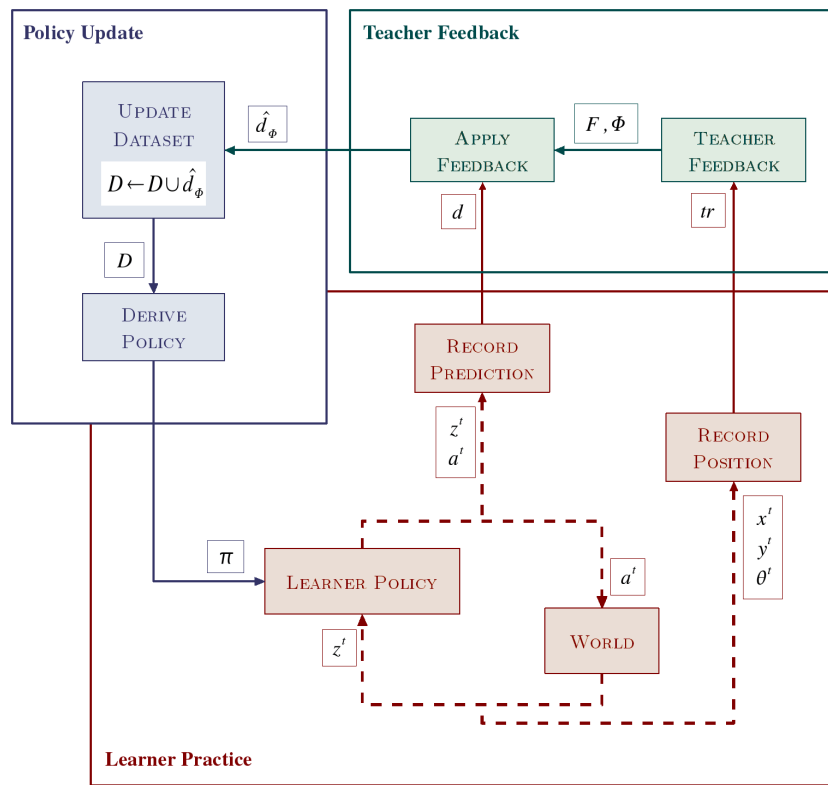 Policy Update
Teacher Feedback
UPDATE
DATASET
D ← D ∪ d̂_Φ
d̂_Φ
APPLY
FEEDBACK
F , Φ
TEACHER
FEEDBACK
D
d
tr
DERIVE
POLICY
RECORD
PREDICTION
z^t
a^t
RECORD
POSITION
x^t
y^t
θ^t
π
LEARNER POLICY
a^t
z^t
WORLD
Learner Practice